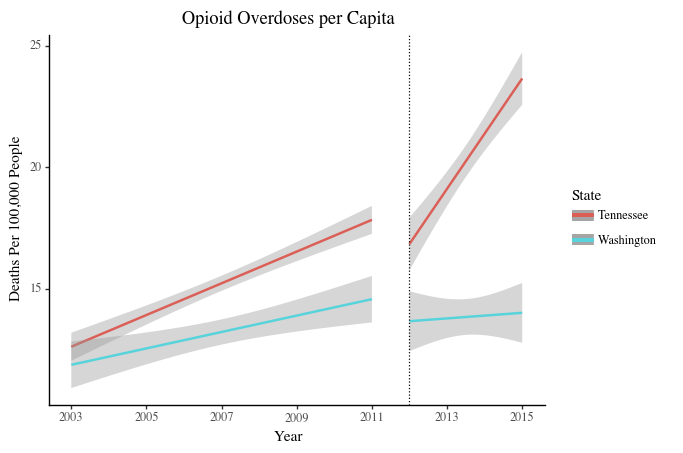 Opioid Overdoses per Capita
Deaths Per 100,000 People
25
20
15
2003 2005 2007 2009 2011 2013 2015
Year
State
Tennessee
Washington